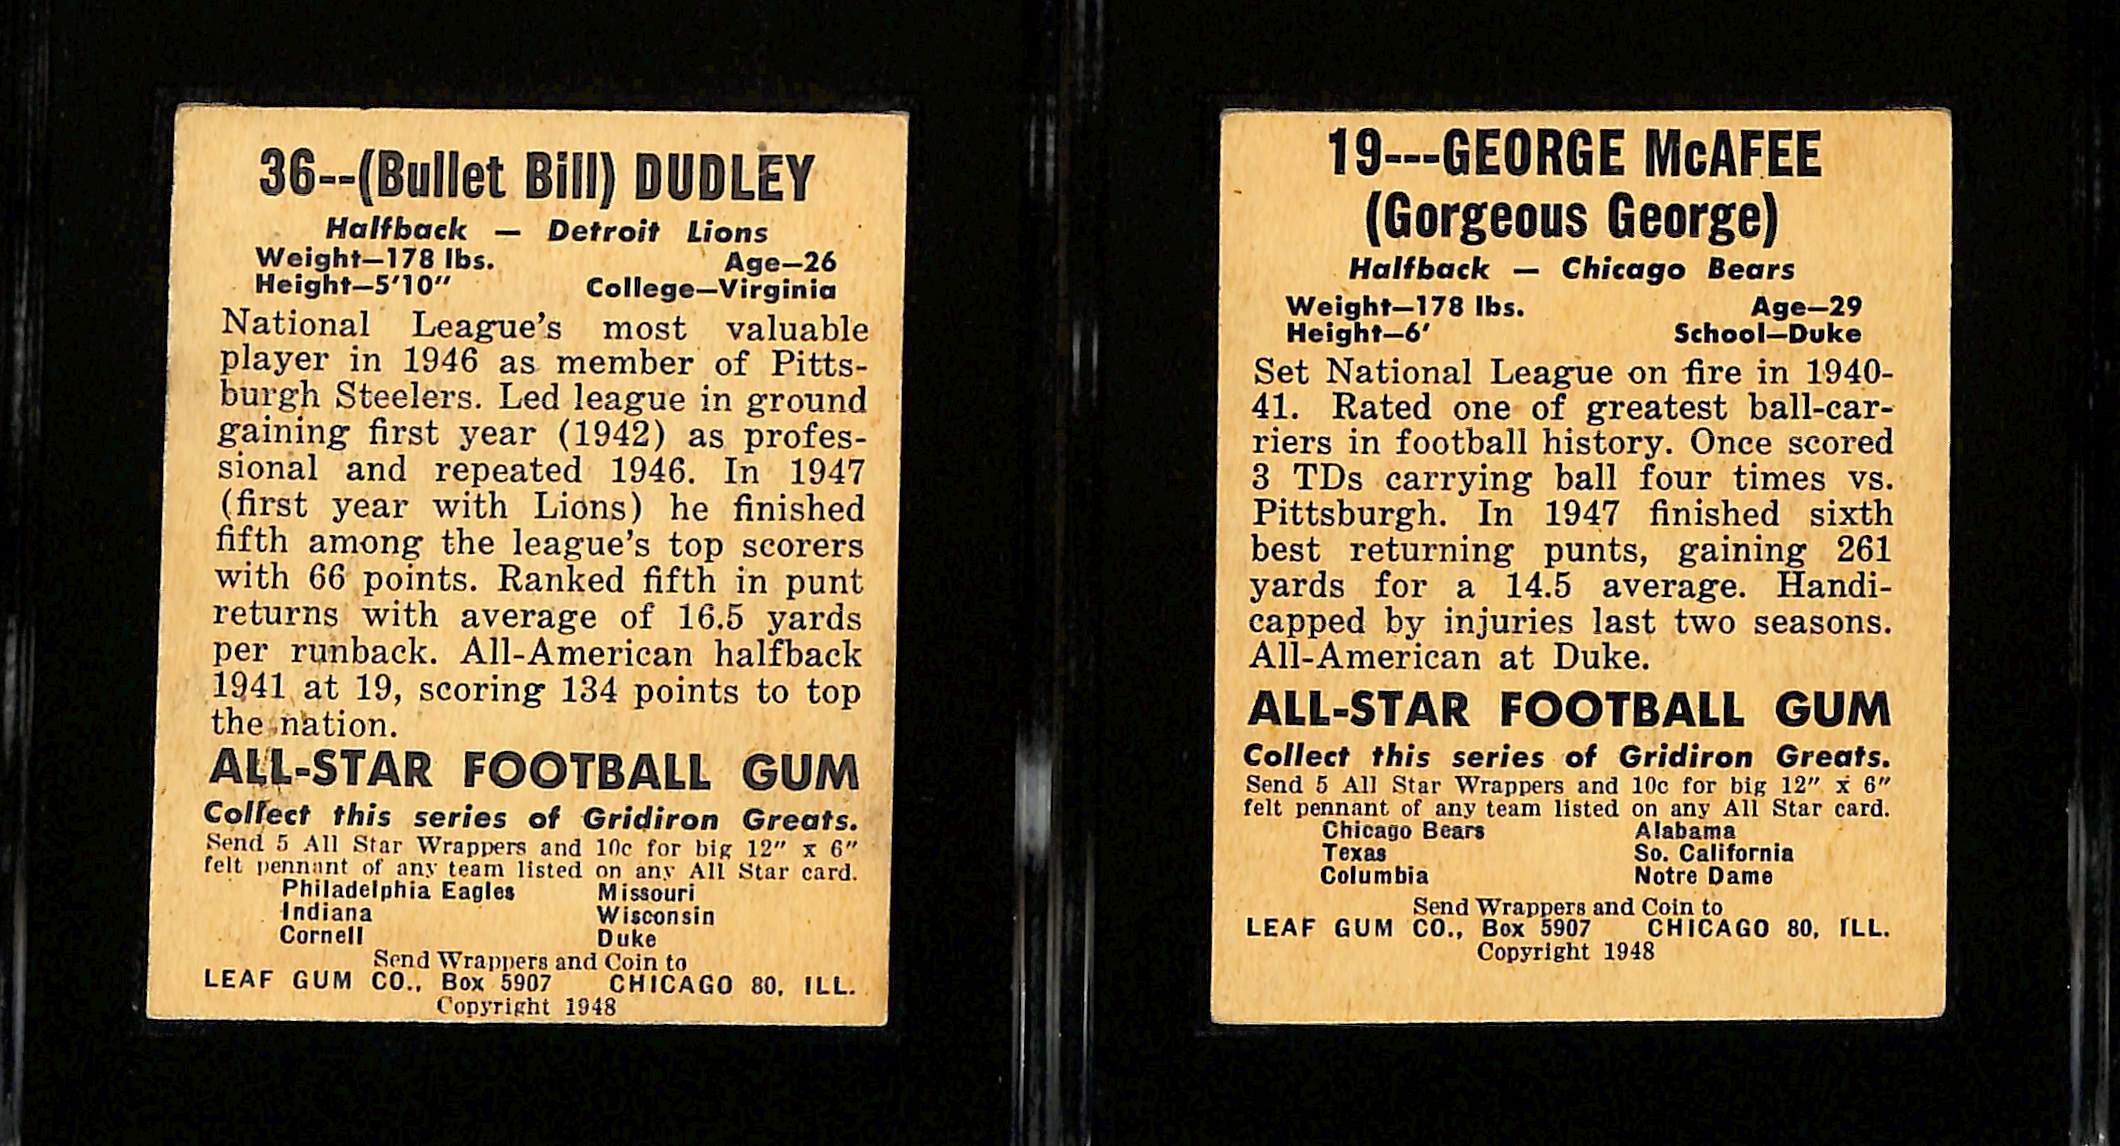 36--(Bullet Bill) DUDLEY
Halfback — Detroit Lions
Weight—178 lbs. Age—26
Height—5'10" College—Virginia
National League's most valuable
player in 1946 as member of Pitts-
burgh Steelers. Led league in ground
gaining first year (1942) as profes-
sional and repeated 1946. In 1947
(first year with Lions) he finished
fifth among the league's top scorers
with 66 points. Ranked fifth in punt
returns with average of 16.5 yards
per runback. All-American halfback
1941 at 19, scoring 134 points to top
the nation.
ALL-STAR FOOTBALL GUM
Collect this series of Gridiron Greats.
Send 5 All Star Wrappers and 10c for big 12" x 6"
felt pennant of any team listed on any All Star card.
Philadelphia Eagles Missouri
Indiana Wisconsin
Cornell Duke
Send Wrappers and Coin to
LEAF GUM CO., Box 5907 CHICAGO 80, ILL.
Copyright 1948
19---GEORGE McAFEE
(Gorgeous George)
Halfback — Chicago Bears
Weight—178 lbs. Age—29
Height—6' School—Duke
Set National League on fire in 1940-
41. Rated one of greatest ball-car-
riers in football history. Once scored
3 TDs carrying ball four times vs.
Pittsburgh. In 1947 finished sixth
best returning punts, gaining 261
yards for a 14.5 average. Handi-
capped by injuries last two seasons.
All-American at Duke.
ALL-STAR FOOTBALL GUM
Collect this series of Gridiron Greats.
Send 5 All Star Wrappers and 10c for big 12" x 6"
felt pennant of any team listed on any All Star card.
Chicago Bears Alabama
Texas So. California
Columbia Notre Dame
Send Wrappers and Coin to
LEAF GUM CO., Box 5907 CHICAGO 80, ILL.
Copyright 1948